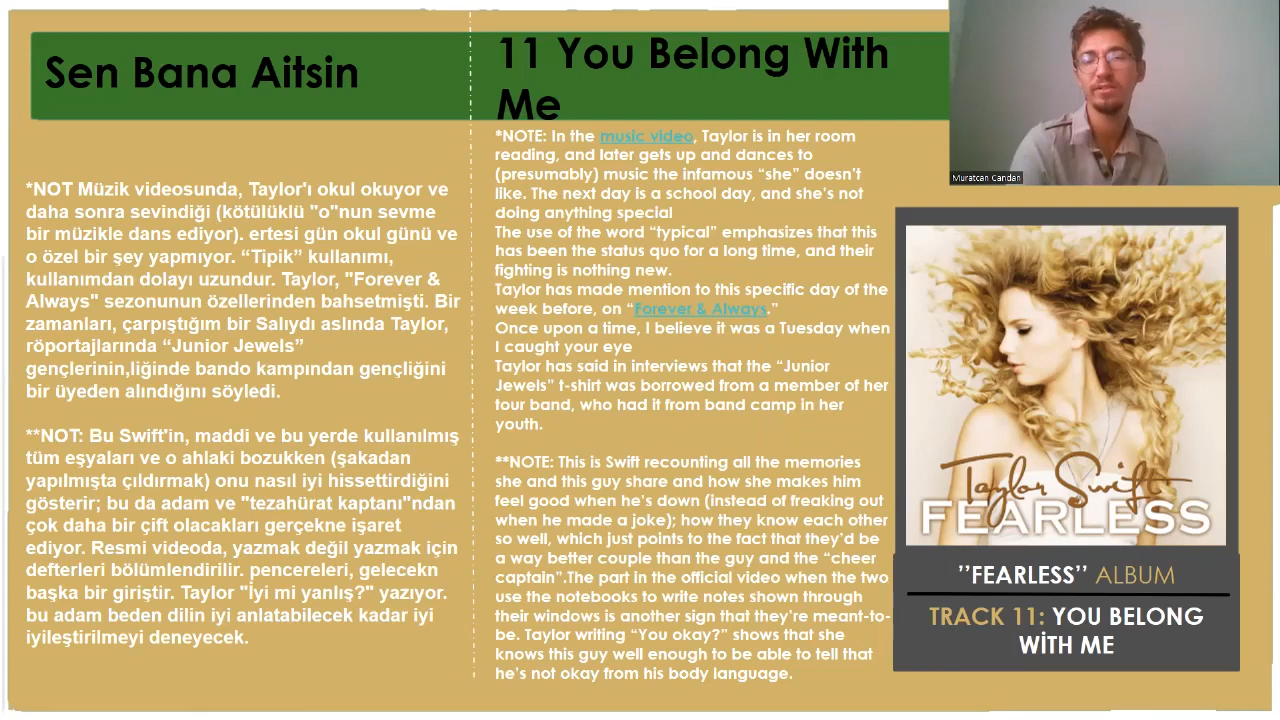 Sen Bana Aitsin
*NOT Müzik videosunda, Taylor'ı okul okuyor ve
daha sonra sevindiği (kötülüklü "o"nun sevme
bir müzikle dans ediyor). ertesi gün okul günü ve
o özel bir şey yapmıyor. “Tipik” kullanımı,
kullanımdan dolayı uzundur. Taylor, "Forever &
Always" sezonunun özellerinden bahsetmişti. Bir
zamanları, çarpıştığım bir Salıydı aslında Taylor,
röportajlarında “Junior Jewels”
gençlerinin,liğinde bando kampından gençliğini
bir üyeden alındığını söyledi.
**NOT: Bu Swift'in, maddi ve bu yerde kullanılmış
tüm eşyaları ve o ahlaki bozukken (şakadan
yapılmışta çıldırmak) onu nasıl iyi hissettirdiğini
gösterir; bu da adam ve "tezahürat kaptanı"ndan
çok daha bir çift olacakları gerçekne işaret
ediyor. Resmi videoda, yazmak değil yazmak için
defterleri bölümlendirilir. pencereleri, gelecekn
başka bir giriştir. Taylor "İyi mi yanlış?" yazıyor.
bu adam beden dilin iyi anlatabilecek kadar iyi
iyileştirilmeyi deneyecek.
11 You Belong With
Me
*NOTE: In the music video, Taylor is in her room
reading, and later gets up and dances to
(presumably) music the infamous “she” doesn’t
like. The next day is a school day, and she’s not
doing anything special
The use of the word “typical” emphasizes that this
has been the status quo for a long time, and their
fighting is nothing new.
Taylor has made mention to this specific day of the
week before, on “Forever & Always.”
Once upon a time, I believe it was a Tuesday when
I caught your eye
Taylor has said in interviews that the “Junior
Jewels” t-shirt was borrowed from a member of her
tour band, who had it from band camp in her
youth.
**NOTE: This is Swift recounting all the memories
she and this guy share and how she makes him
feel good when he’s down (instead of freaking out
when he made a joke); how they know each other
so well, which just points to the fact that they’d be
a way better couple than the guy and the “cheer
captain”.The part in the official video when the two
use the notebooks to write notes shown through
their windows is another sign that they’re meant-to-
be. Taylor writing “You okay?” shows that she
knows this guy well enough to be able to tell that
he’s not okay from his body language.
Muratcan Candan
Taylor Swift
FEARLESS
’’FEARLESS’’ ALBUM
TRACK 11: YOU BELONG
WİTH ME